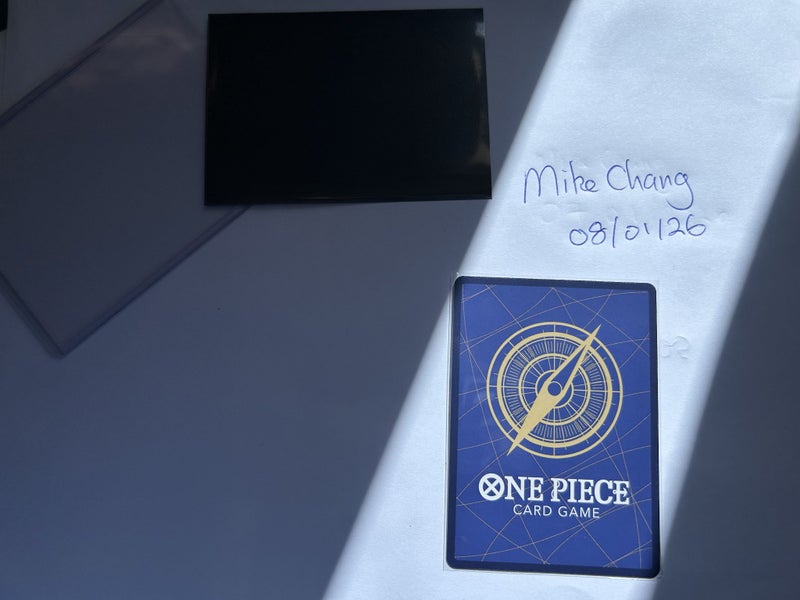 Mike Chang
08/01/26
ONE PIECE
CARD GAME